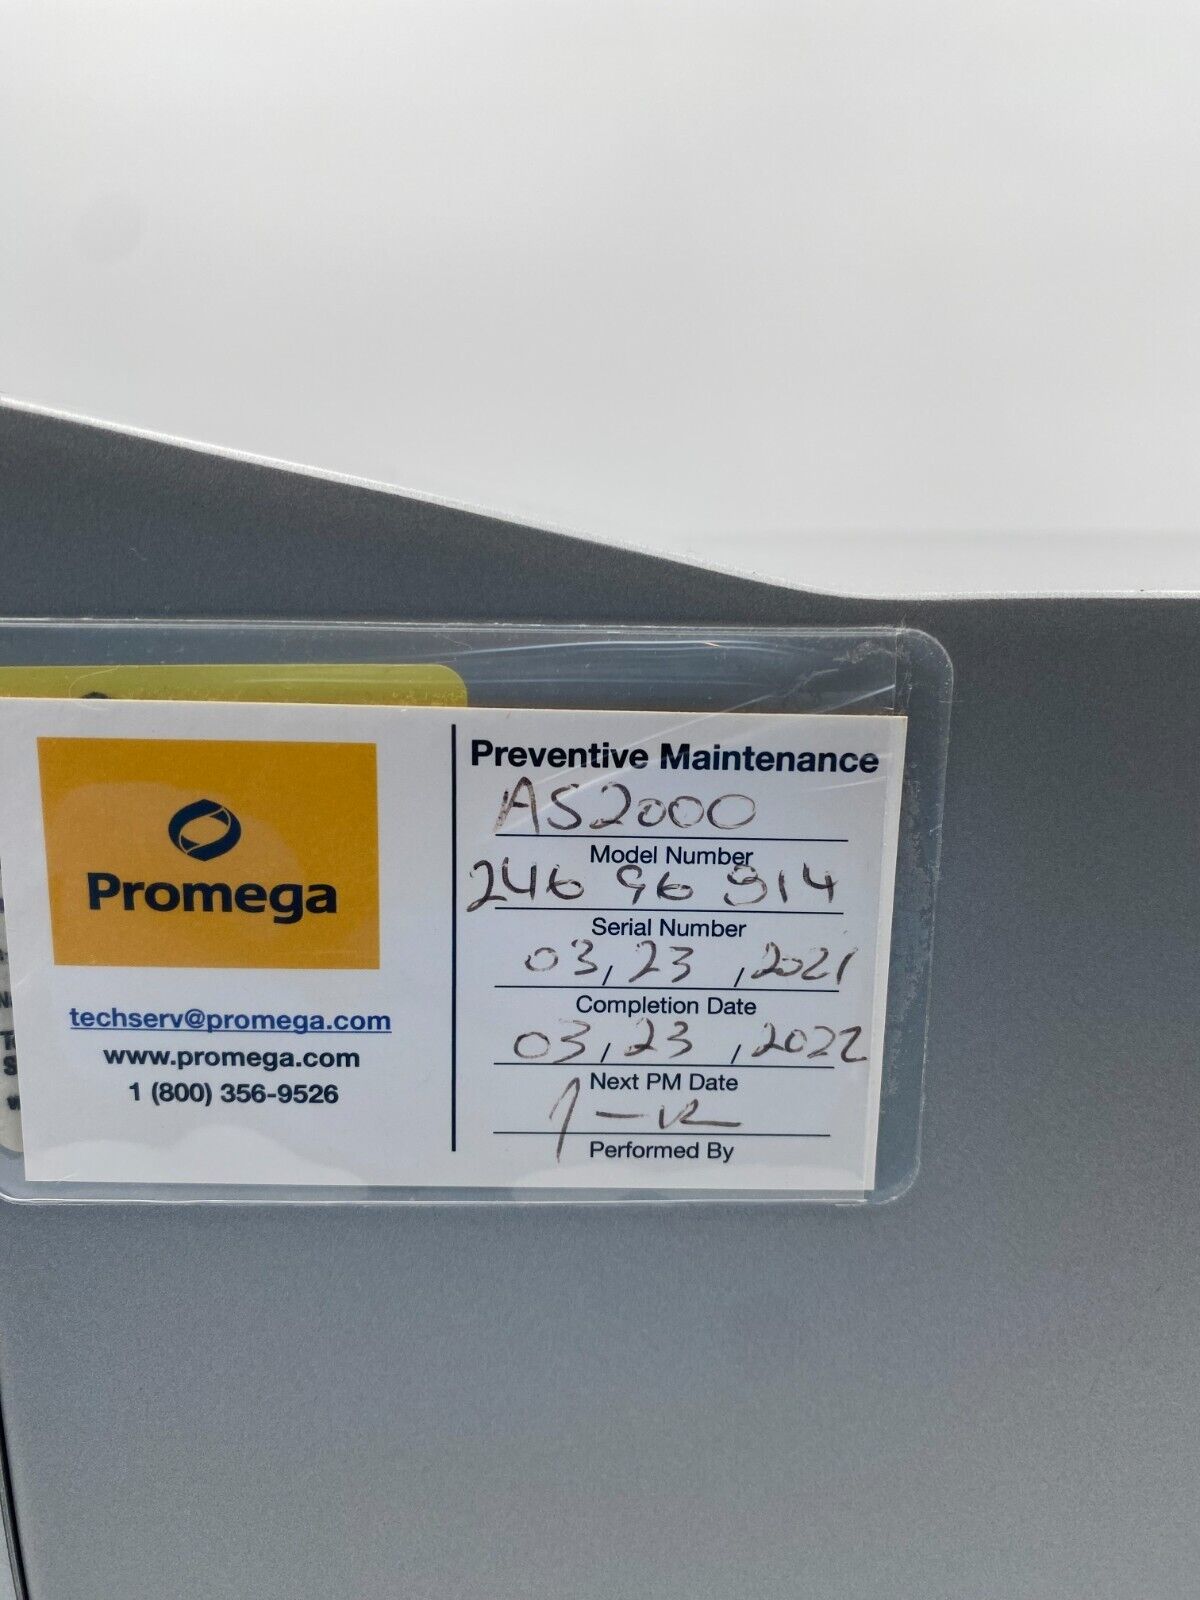 Promega
techserv@promega.com
www.promega.com
1 (800) 356-9526
Preventive Maintenance
AS2000
Model Number
246 96 914
Serial Number
03, 23, 2021
Completion Date
03, 23, 2022
Next PM Date
Performed By